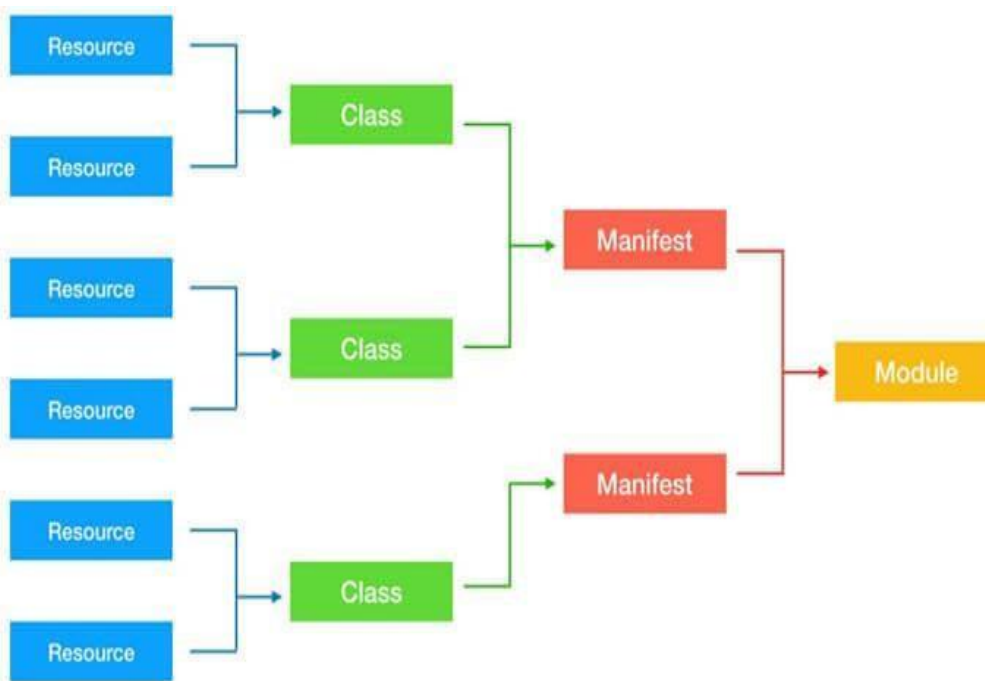 Resource
Resource
Resource
Resource
Resource
Resource
Class
Class
Class
Manifest
Manifest
Module